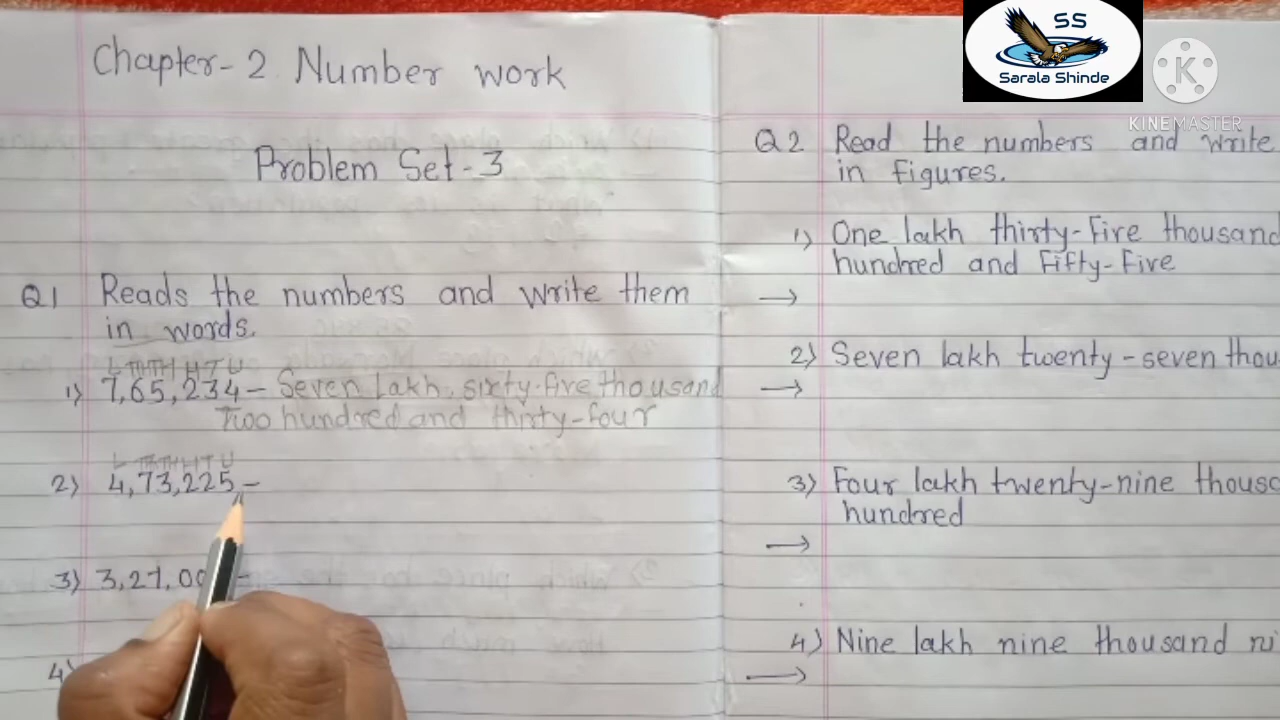 SS
Sarala Shinde
KINEMASTER
Chapter - 2 Number work
Problem Set - 3
Q1 Reads the numbers and write them
in words.
L TTH TH H T U
1) 7,65,234 – Seven Lakh, sixty-five thousand
Two hundred and thirty-four
L TTH TH H T U
2) 4,73,225 –
3) 3,27,00
4)
Q2 Read the numbers and write
in figures.
1) One lakh thirty-five thousand
hundred and fifty-five
→
2) Seven lakh twenty-seven thou
→
3) Four lakh twenty-nine thous
hundred
→
4) Nine lakh nine thousand
→